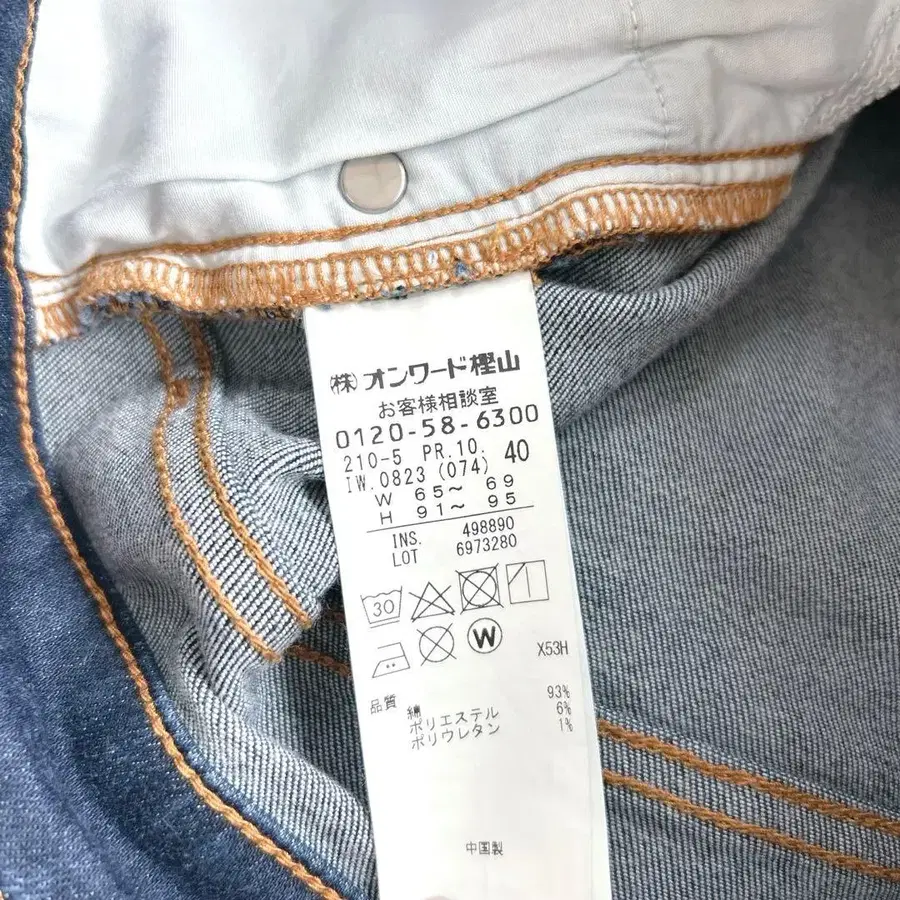 ㈱オンワード樫山
お客様相談室
0120-58-6300
210-5 PR.10. 40
IW.0823 (074)
W 65～ 69
H 91～ 95
INS. 498890
LOT 6973280
30
W
X53H
品質
綿 93%
ポリエステル 6%
ポリウレタン 1%
中国製